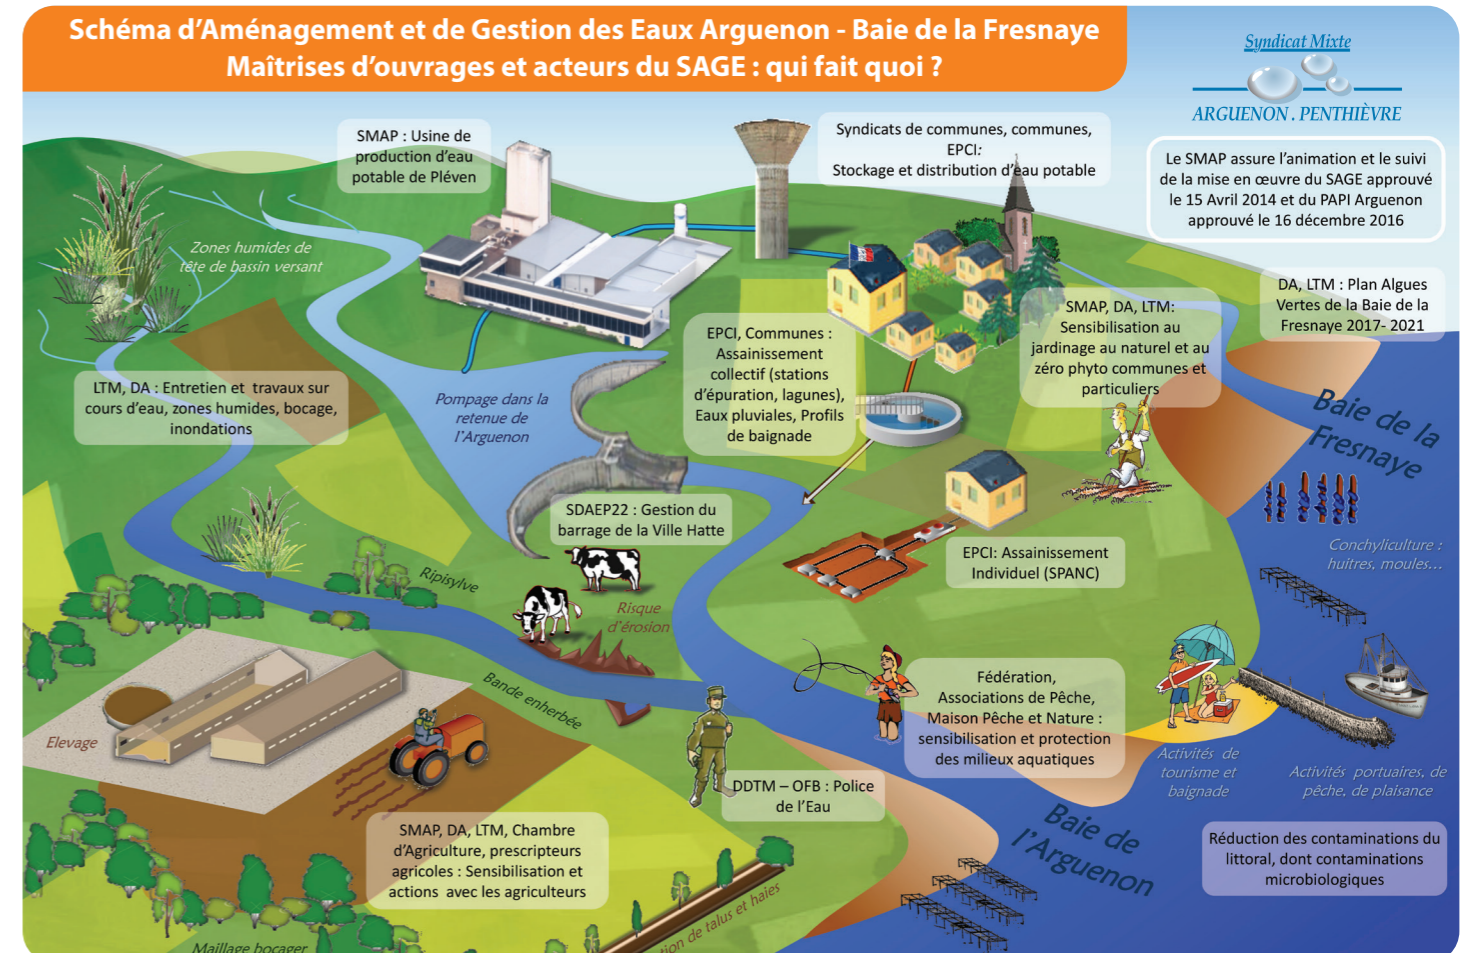 Schéma d'Aménagement et de Gestion des Eaux Arguenon - Baie de la Fresnaye
Maîtrises d'ouvrages et acteurs du SAGE : qui fait quoi ?
Syndicat Mixte
ARGUENON . PENTHIÈVRE
Le SMAP assure l'animation et le suivi
de la mise en œuvre du SAGE approuvé
le 15 Avril 2014 et du PAPI Arguenon
approuvé le 16 décembre 2016
SMAP : Usine de
production d'eau
potable de Pléven
Syndicats de communes, communes,
EPCI:
Stockage et distribution d'eau potable
Zones humides de
tête de bassin versant
DA, LTM : Plan Algues
Vertes de la Baie de la
Fresnaye 2017- 2021
SMAP, DA, LTM:
Sensibilisation au
jardinage au naturel et au
zéro phyto communes et
particuliers
EPCI, Communes :
Assainissement
collectif (stations
d'épuration, lagunes),
Eaux pluviales, Profils
de baignade
LTM, DA : Entretien et travaux sur
cours d'eau, zones humides, bocage,
inondations
Pompage dans la
retenue de
l'Arguenon
Baie de la
Fresnaye
SDAEP22 : Gestion du
barrage de la Ville Hatte
EPCI: Assainissement
Individuel (SPANC)
Conchyliculture :
huitres, moules...
Ripisylve
Risque
d'érosion
Bande enherbée
Elevage
Fédération,
Associations de Pêche,
Maison Pêche et Nature :
sensibilisation et protection
des milieux aquatiques
Activités de
tourisme et
baignade
Activités portuaires, de
pêche, de plaisance
DDTM – OFB : Police
de l'Eau
SMAP, DA, LTM, Chambre
d'Agriculture, prescripteurs
agricoles : Sensibilisation et
actions avec les agriculteurs
Baie de
l'Arguenon
Réduction des contaminations du
littoral, dont contaminations
microbiologiques
Maillage bocager
de talus et haies